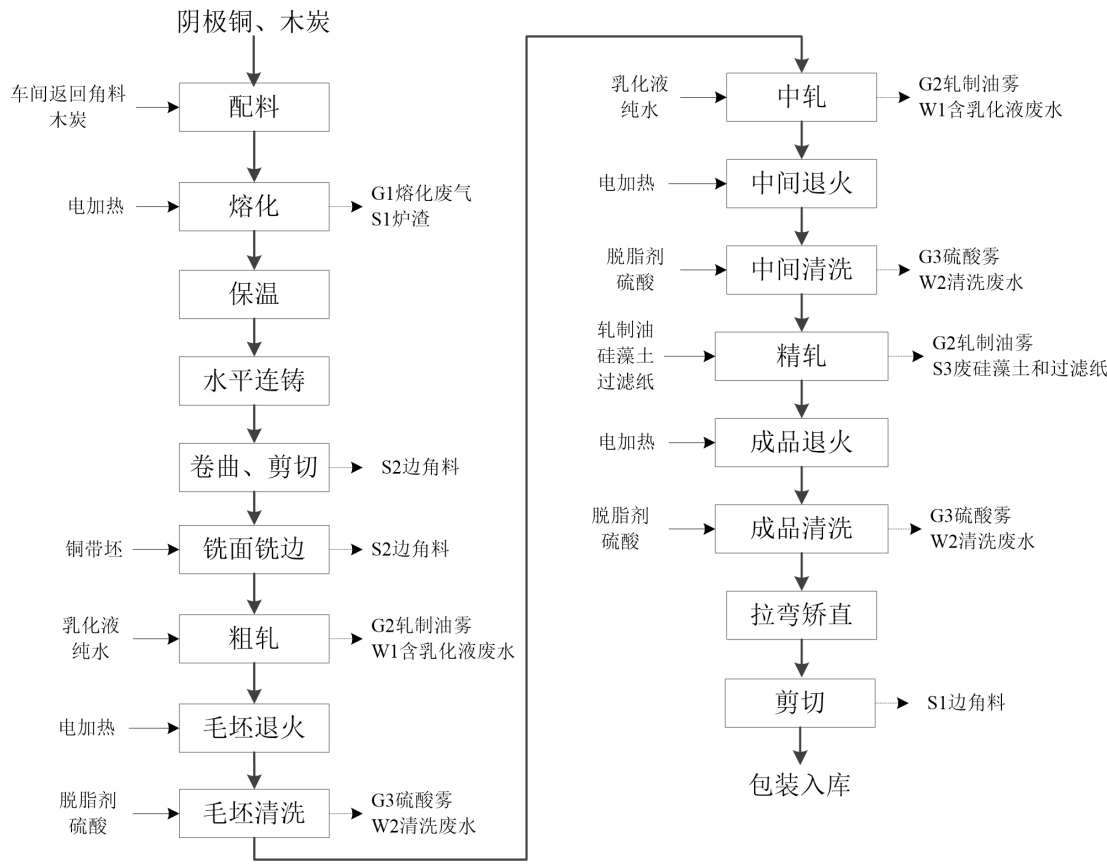 阴极铜、木炭
车间返回角料
木炭
配料
电加热
熔化
G1熔化废气
S1炉渣
保温
水平连铸
卷曲、剪切
S2边角料
铜带坯
铣面铣边
S2边角料
乳化液
纯水
粗轧
G2轧制油雾
W1含乳化液废水
电加热
毛坯退火
脱脂剂
硫酸
毛坯清洗
G3硫酸雾
W2清洗废水
乳化液
纯水
中轧
G2轧制油雾
W1含乳化液废水
电加热
中间退火
脱脂剂
硫酸
中间清洗
G3硫酸雾
W2清洗废水
轧制油
硅藻土
过滤纸
精轧
G2轧制油雾
S3废硅藻土和过滤纸
电加热
成品退火
脱脂剂
硫酸
成品清洗
G3硫酸雾
W2清洗废水
拉弯矫直
剪切
S1边角料
包装入库